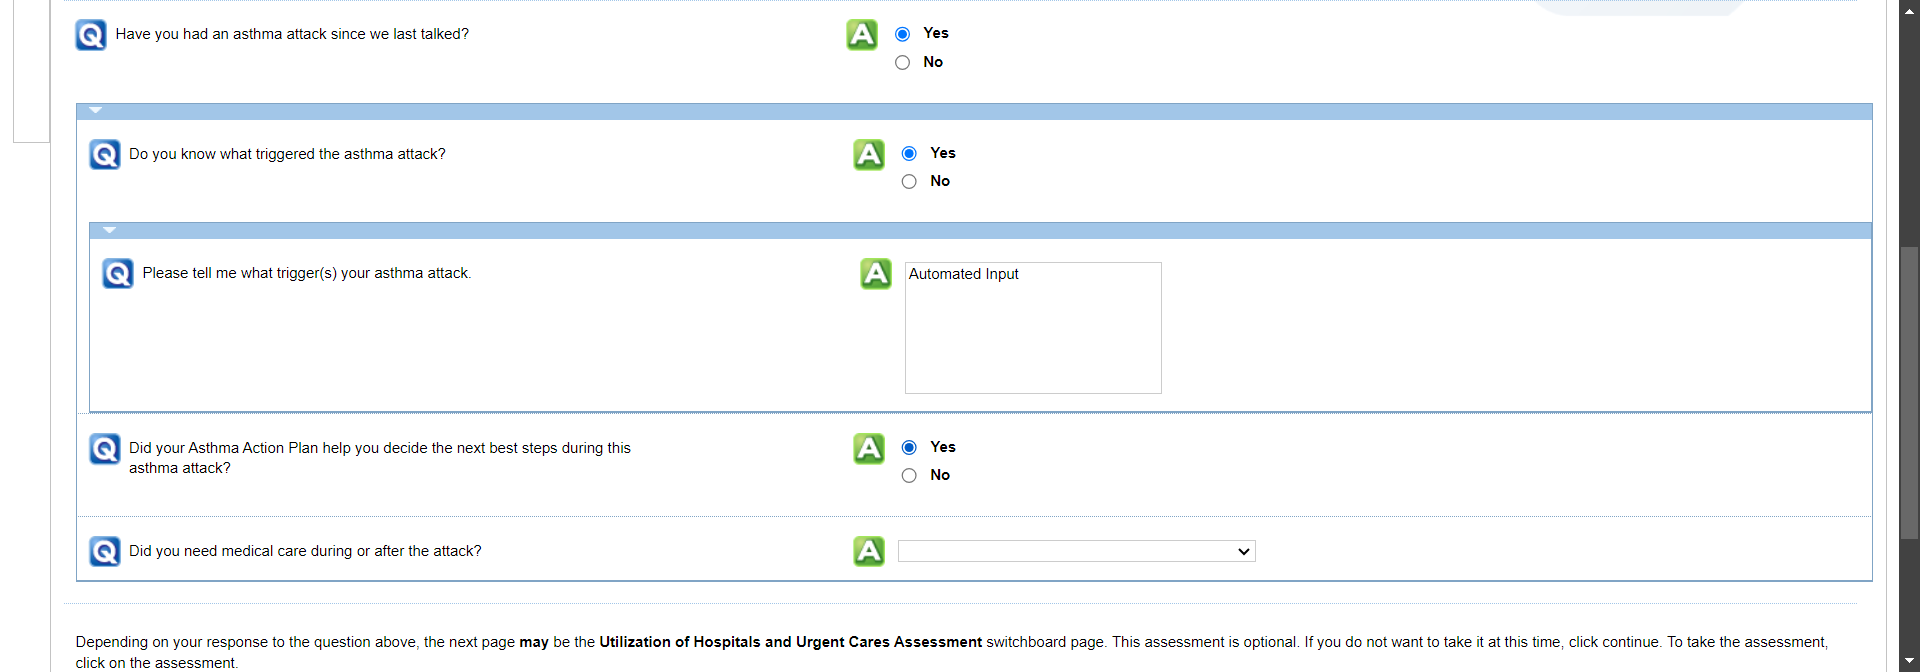 Q Have you had an asthma attack since we last talked? A Yes
No
Q Do you know what triggered the asthma attack? A Yes
No
Q Please tell me what trigger(s) your asthma attack. A Automated Input
Q Did your Asthma Action Plan help you decide the next best steps during this A Yes
asthma attack?
No
Q Did you need medical care during or after the attack? A
Depending on your response to the question above, the next page may be the Utilization of Hospitals and Urgent Cares Assessment switchboard page. This assessment is optional. If you do not want to take it at this time, click continue. To take the assessment,
click on the assessment.